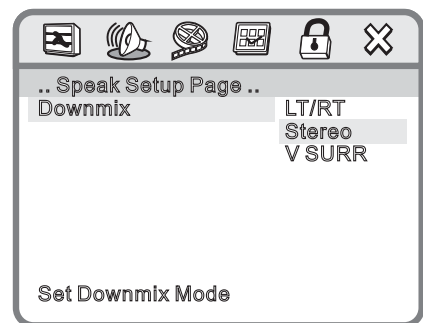 .. Speak Setup Page ..
Downmix
LT/RT
Stereo
V SURR
Set Downmix Mode